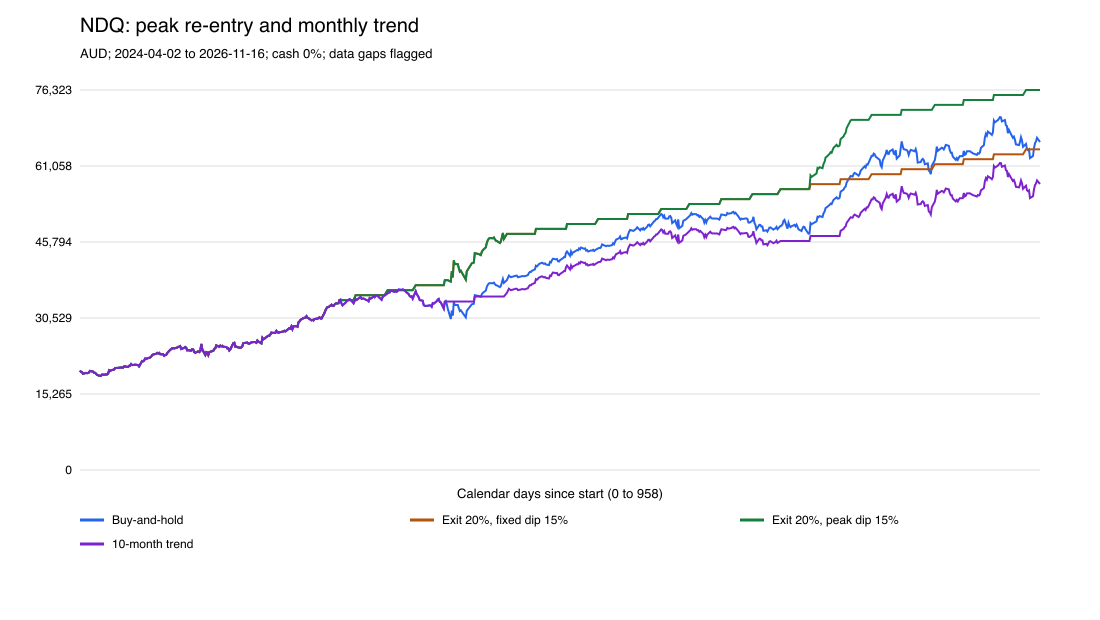 NDQ: peak re-entry and monthly trend
AUD; 2024-04-02 to 2026-11-16; cash 0%; data gaps flagged
76,323
61,058
45,794
30,529
15,265
0
Calendar days since start (0 to 958)
Buy-and-hold
Exit 20%, fixed dip 15%
Exit 20%, peak dip 15%
10-month trend